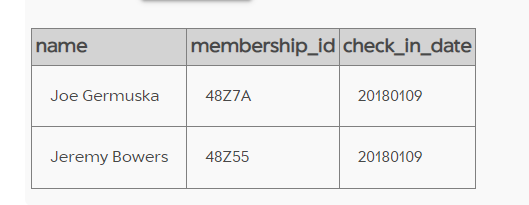 name membership_id check_in_date
Joe Germuska 48Z7A 20180109
Jeremy Bowers 48Z55 20180109